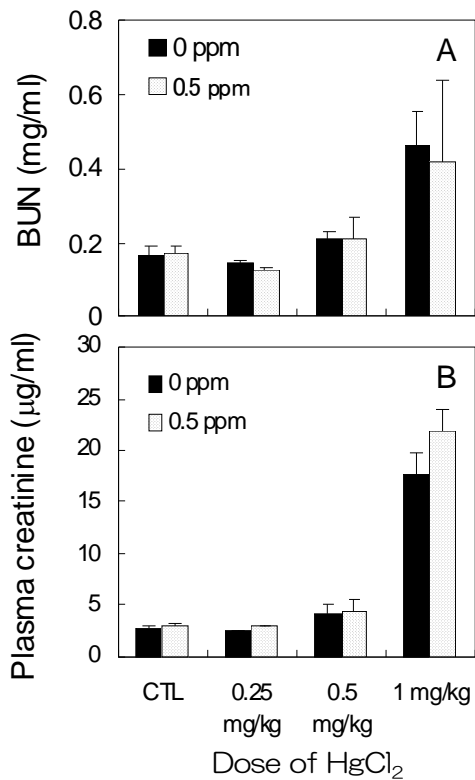 0.8
0.6
0.4
0.2
0
BUN (mg/ml)
0 ppm
0.5 ppm
A
30
25
20
15
10
5
0
Plasma creatinine (μg/ml)
0 ppm
0.5 ppm
B
CTL 0.25 0.5 1 mg/kg
mg/kg mg/kg
Dose of HgCl₂